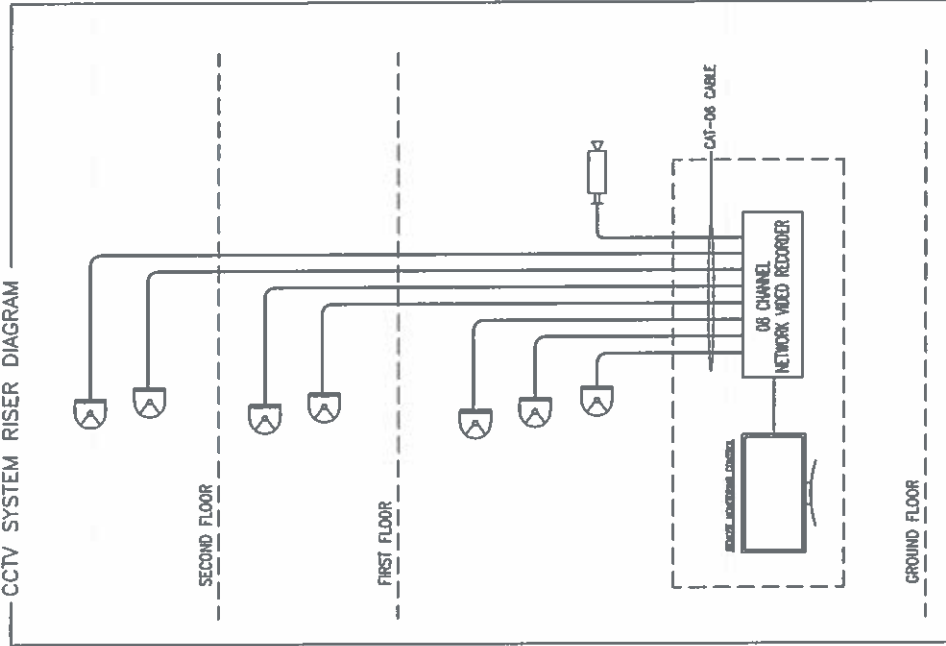 CCTV SYSTEM RISER DIAGRAM
SECOND FLOOR
FIRST FLOOR
CAT-06 CABLE
08 CHANNEL
NETWORK VIDEO RECORDER
GROUND FLOOR